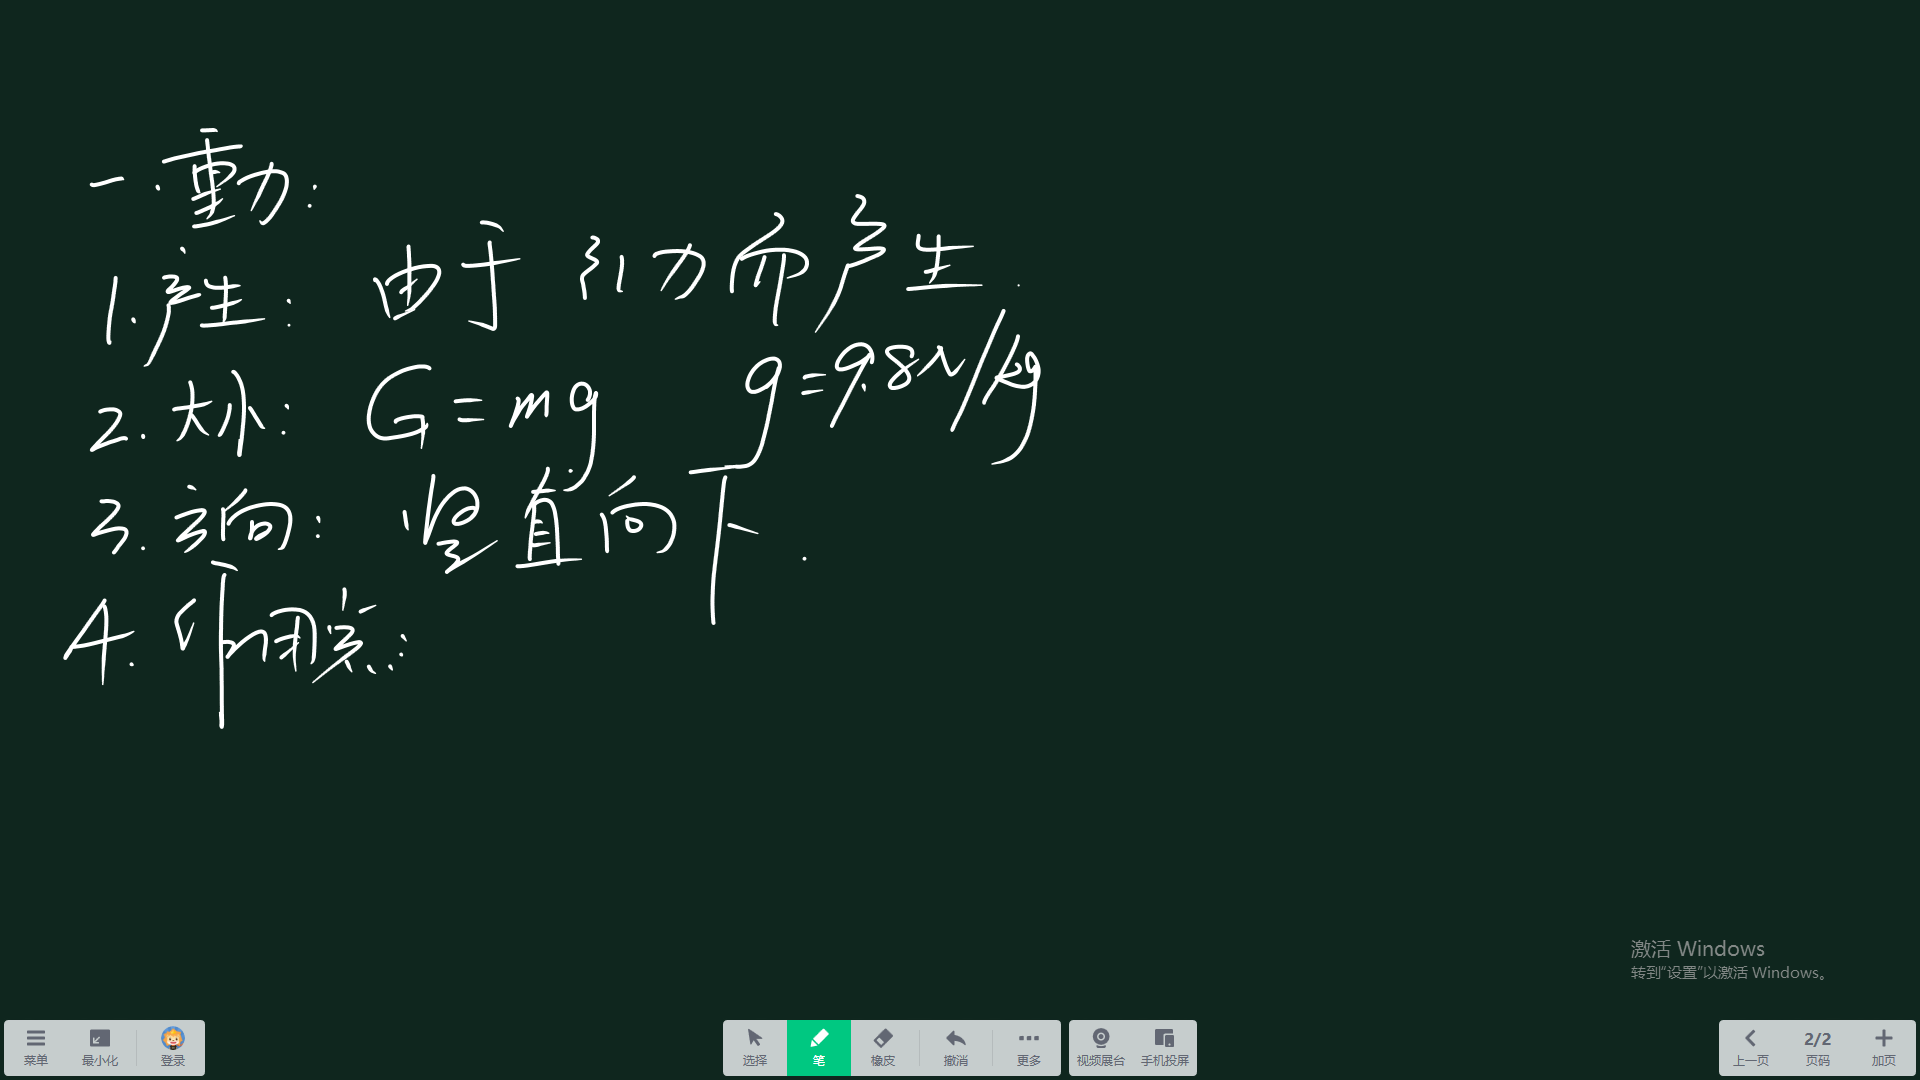 一.重力:
1.产生: 由于引力而产生.
2.大小: G=mg g=9.8N/kg
3.方向: 竖直向下.
4.作用点:
激活 Windows
转到“设置”以激活 Windows。
菜单 最小化 登录 选择 笔 橡皮 撤消 更多 视频展台 手机投屏 上一页 2/2 页码 加页